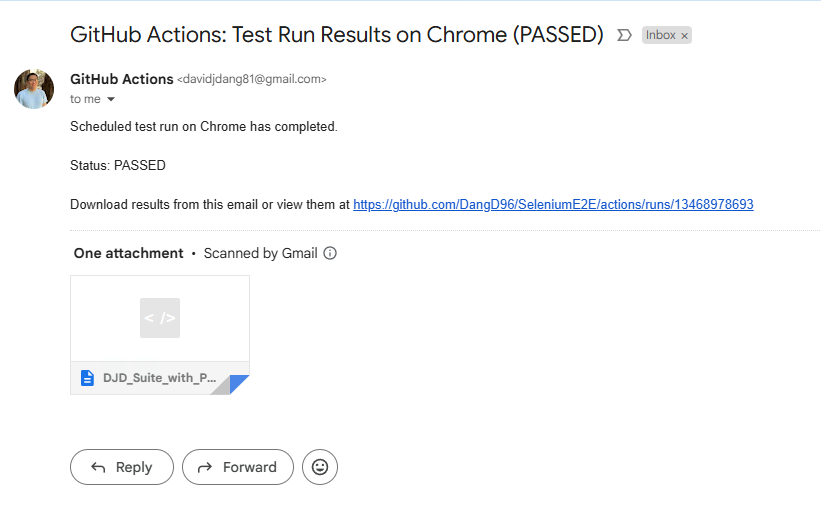 GitHub Actions: Test Run Results on Chrome (PASSED) Inbox ×
GitHub Actions <davidjdang81@gmail.com>
to me
Scheduled test run on Chrome has completed.
Status: PASSED
Download results from this email or view them at https://github.com/DangD96/SeleniumE2E/actions/runs/13468978693
One attachment • Scanned by Gmail
< />
DJD_Suite_with_P...
Reply Forward